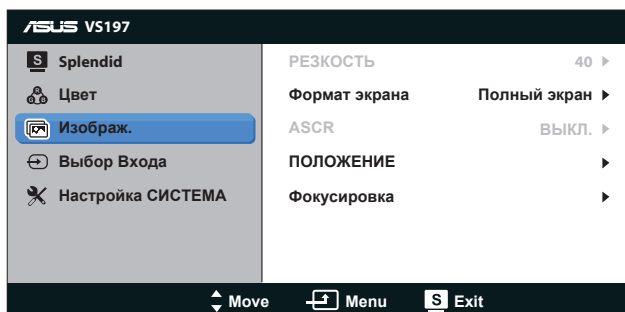 ASUS VS197
S Splendid
Цвет
Изображ.
Выбор Входа
Настройка СИСТЕМА
РЕЗКОСТЬ 40
Формат экрана Полный экран
ASCR ВЫКЛ.
ПОЛОЖЕНИЕ
Фокусировка
Move Menu S Exit